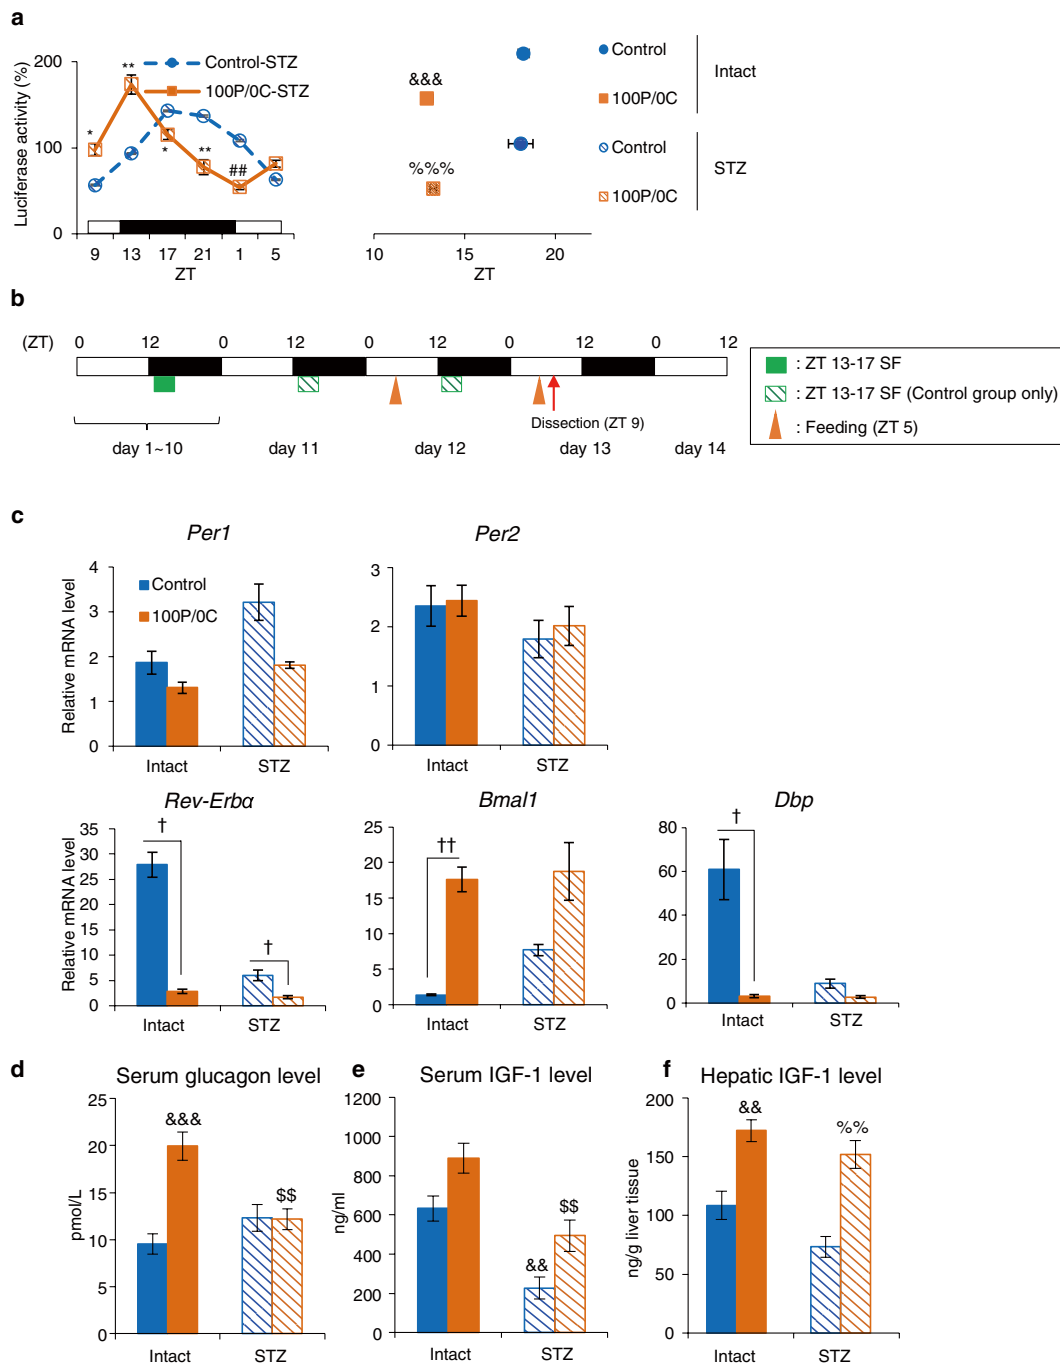 a
Luciferase activity (%)
200
100
0
Control-STZ
100P/0C-STZ
*
**
*
**
##
9 13 17 21 1 5
ZT
&&&
%%%
10 15 20
ZT
Control
100P/0C
Intact
Control
100P/0C
STZ
b
(ZT) 0 12 0 12 0 12 0 12 0 12
Dissection (ZT 9)
day 1~10 day 11 day 12 day 13 day 14
: ZT 13-17 SF
: ZT 13-17 SF (Control group only)
: Feeding (ZT 5)
c
Per1
Relative mRNA level
4
3
2
1
0
Control
100P/0C
Intact STZ
Per2
3
2
1
0
Intact STZ
Rev-Erbα
Relative mRNA level
35
30
25
20
15
10
5
0
†
†
Intact STZ
Bmal1
25
20
15
10
5
0
††
Intact STZ
Dbp
80
60
40
20
0
†
Intact STZ
d
Serum glucagon level
pmol/L
25
20
15
10
5
0
&&&
$$
Intact STZ
e
Serum IGF-1 level
ng/ml
1200
1000
800
600
400
200
0
&&
$$
Intact STZ
f
Hepatic IGF-1 level
ng/g liver tissue
200
150
100
50
0
&&
%%
Intact STZ